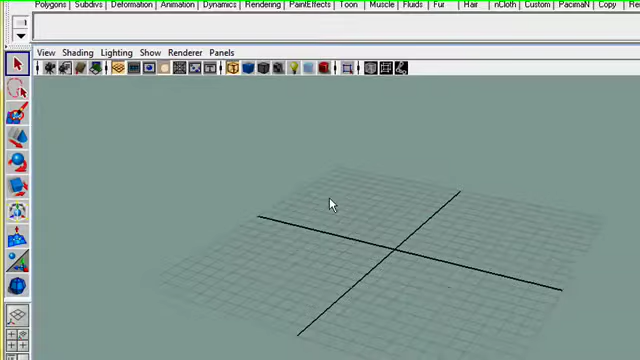 Polygons Subdivs Deformation Animation Dynamics Rendering PaintEffects Toon Muscle Fluids Fur Hair nCloth Custom PacimaN Copy
View Shading Lighting Show Renderer Panels